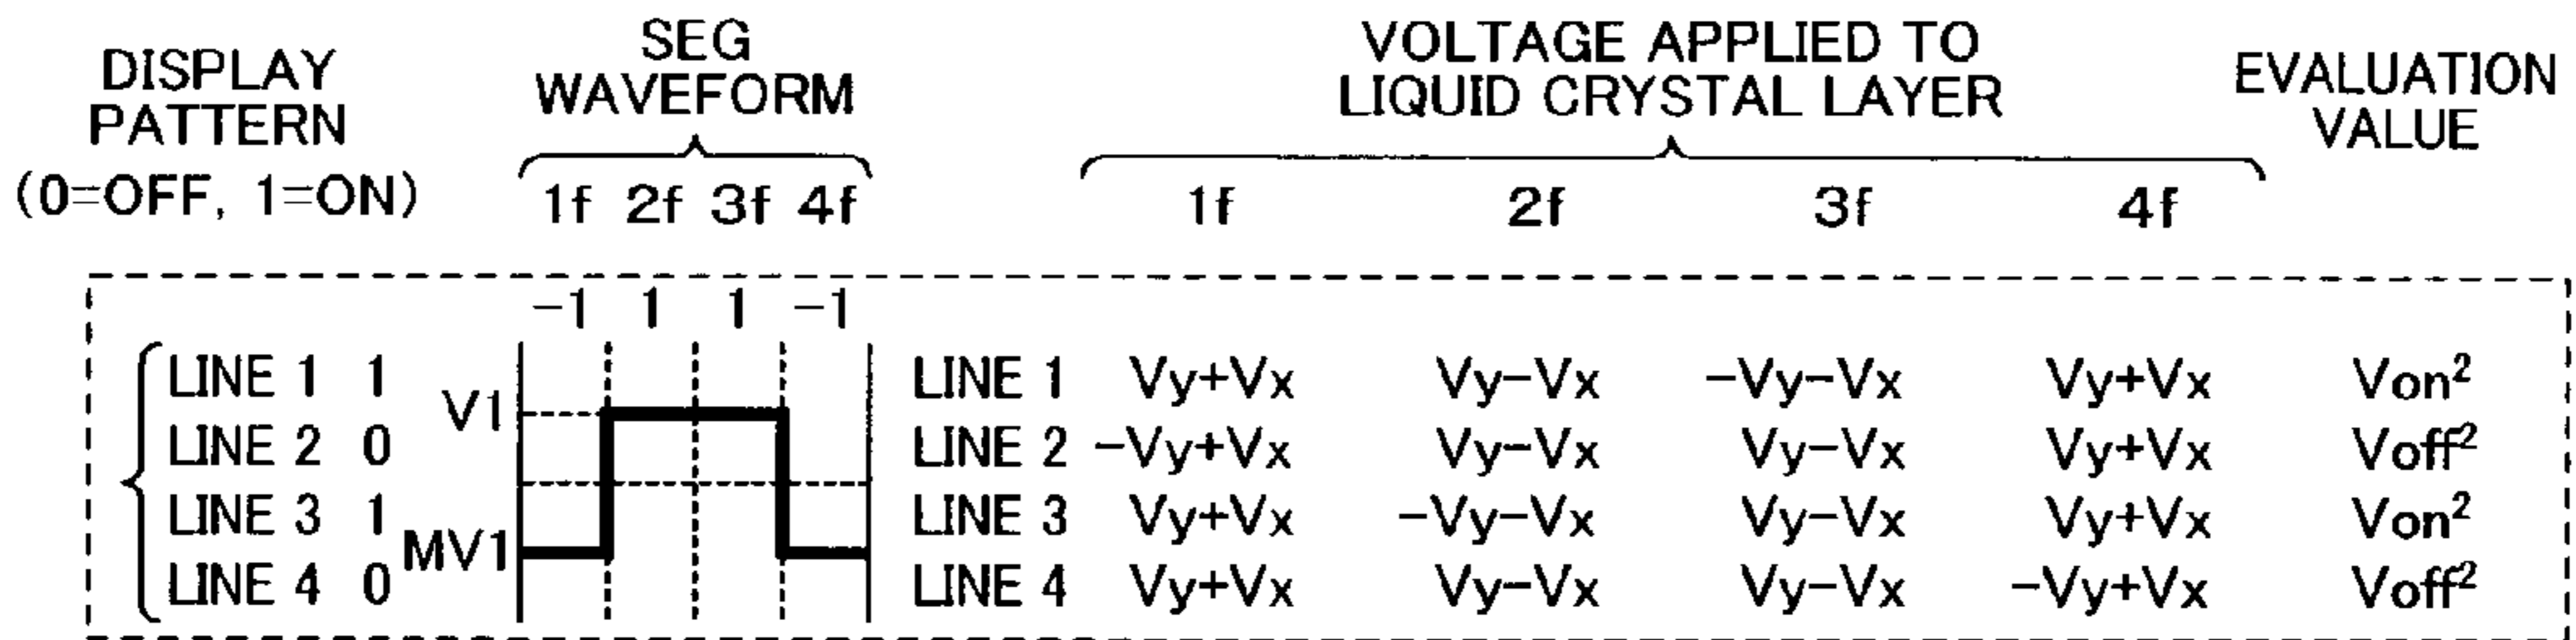 DISPLAY
PATTERN
(0=OFF, 1=ON)
SEG
WAVEFORM
1f 2f 3f 4f
VOLTAGE APPLIED TO
LIQUID CRYSTAL LAYER
1f 2f 3f 4f
EVALUATION
VALUE
-1 1 1 -1
LINE 1 1
LINE 2 0
LINE 3 1
LINE 4 0
V1
MV1
LINE 1 Vy+Vx Vy-Vx -Vy-Vx Vy+Vx Von²
LINE 2 -Vy+Vx Vy-Vx Vy-Vx Vy+Vx Voff²
LINE 3 Vy+Vx -Vy-Vx Vy-Vx Vy+Vx Von²
LINE 4 Vy+Vx Vy-Vx Vy-Vx -Vy+Vx Voff²